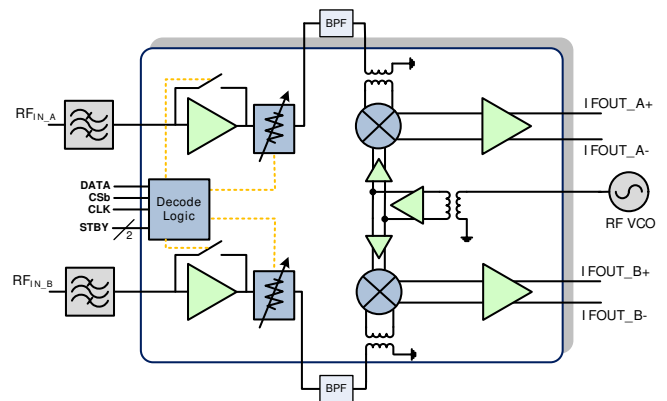 BPF
RFIN_A
IFOUT_A+
IFOUT_A-
DATA
CSb
CLK
STBY
2
Decode
Logic
RF VCO
RFIN_B
IFOUT_B+
IFOUT_B-
BPF